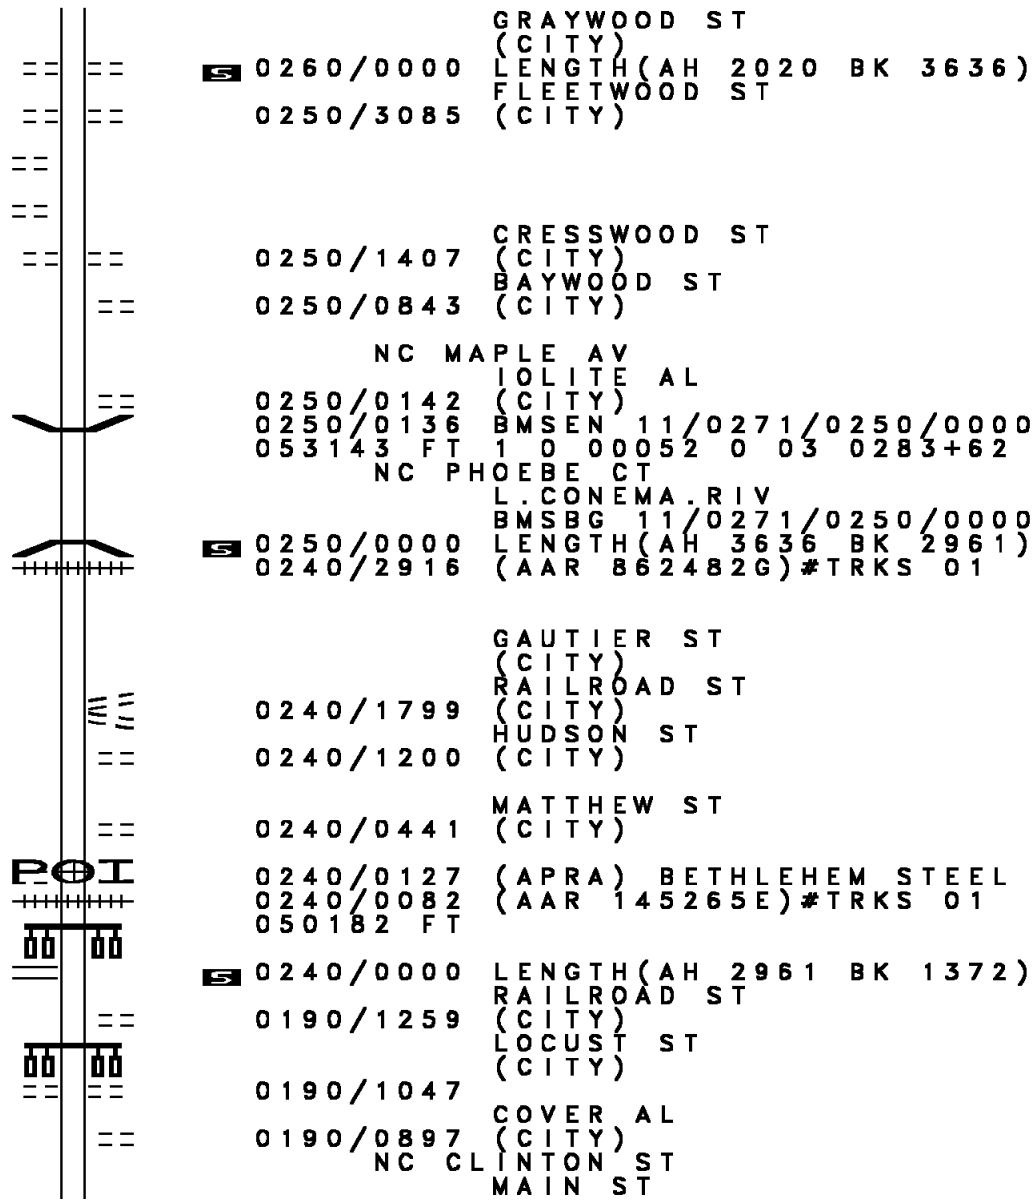 GRAYWOOD ST
(CITY)
S 0260/0000 LENGTH(AH 2020 BK 3636)
FLEETWOOD ST
0250/3085 (CITY)
CRESSWOOD ST
0250/1407 (CITY)
BAYWOOD ST
0250/0843 (CITY)
NC MAPLE AV
IOLITE AL
0250/0142 (CITY)
0250/0136 BMSEN 11/0271/0250/0000
053143 FT 1 0 00052 0 03 0283+62
NC PHOEBE CT
L.CONEMA.RIV
BMSBG 11/0271/0250/0000
S 0250/0000 LENGTH(AH 3636 BK 2961)
0240/2916 (AAR 862482G)#TRKS 01
GAUTIER ST
(CITY)
RAILROAD ST
0240/1799 (CITY)
HUDSON ST
0240/1200 (CITY)
MATTHEW ST
0240/0441 (CITY)
POI 0240/0127 (APRA) BETHLEHEM STEEL
0240/0082 (AAR 145265E)#TRKS 01
050182 FT
S 0240/0000 LENGTH(AH 2961 BK 1372)
RAILROAD ST
0190/1259 (CITY)
LOCUST ST
(CITY)
0190/1047
COVER AL
0190/0897 (CITY)
NC CLINTON ST
MAIN ST